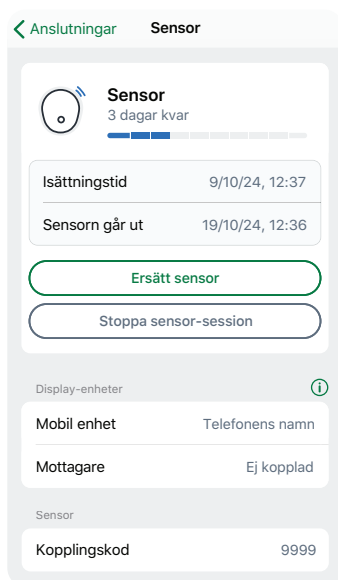 Anslutningar
Sensor
Sensor
3 dagar kvar
Isättningstid 9/10/24, 12:37
Sensorn går ut 19/10/24, 12:36
Ersätt sensor
Stoppa sensor-session
Display-enheter
Mobil enhet Telefonens namn
Mottagare Ej kopplad
Sensor
Kopplingskod 9999